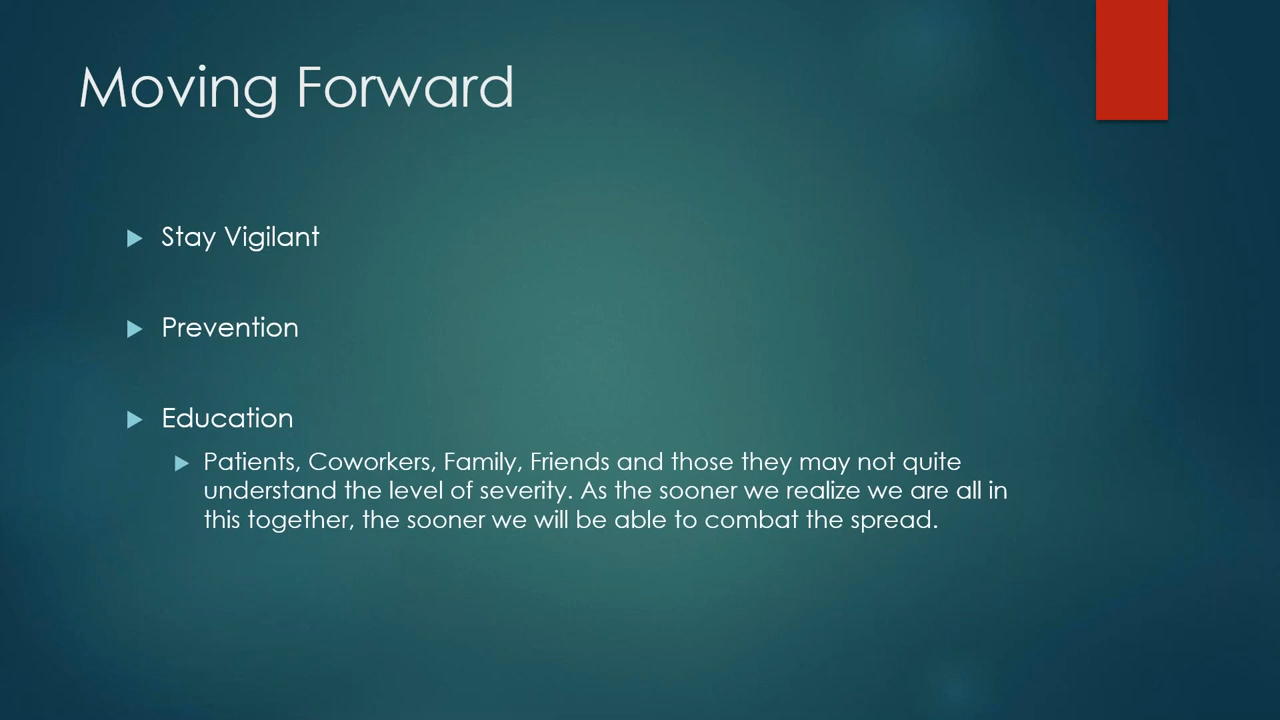 Moving Forward
Stay Vigilant
Prevention
Education
Patients, Coworkers, Family, Friends and those they may not quite
understand the level of severity. As the sooner we realize we are all in
this together, the sooner we will be able to combat the spread.